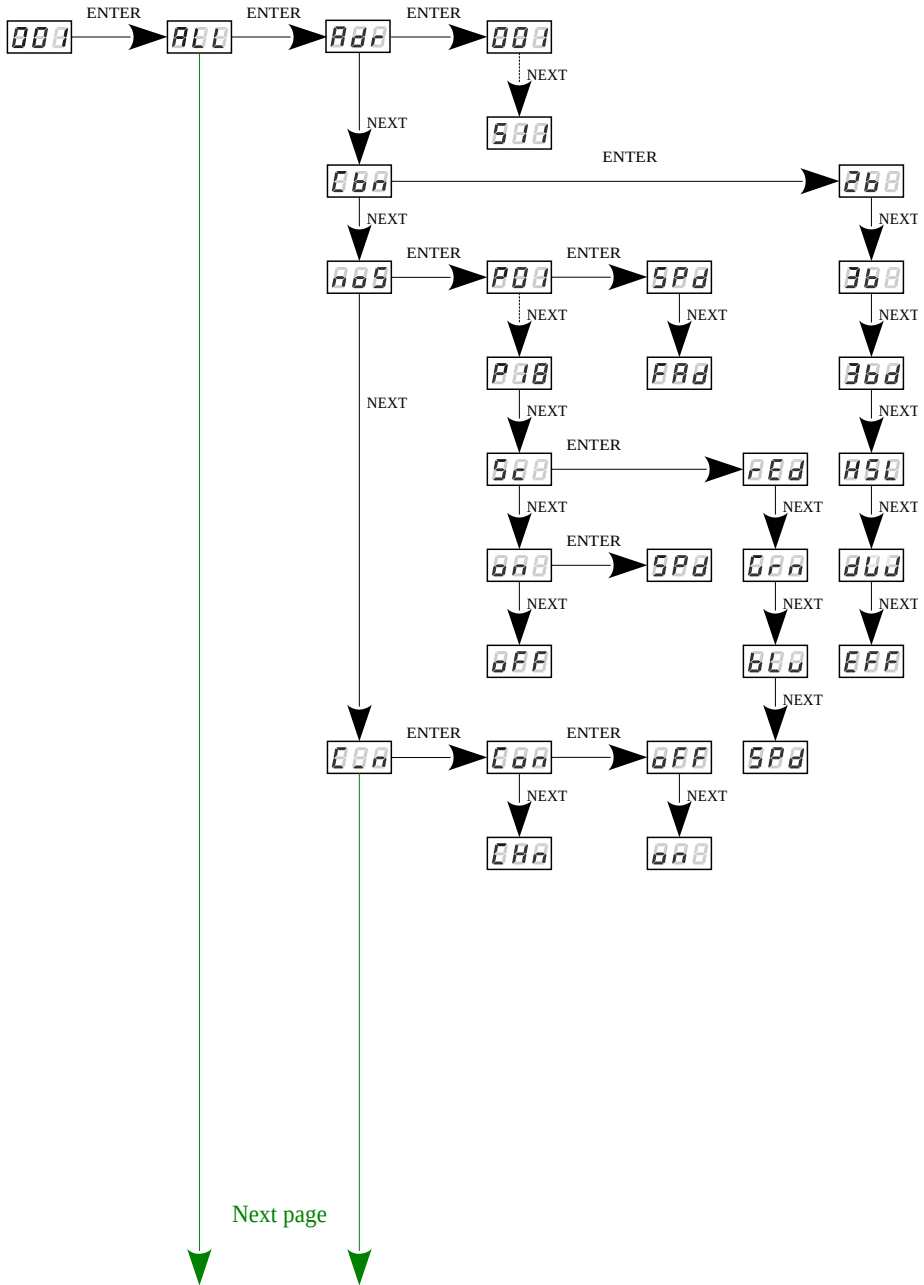 ENTER ENTER ENTER
001 ALL Adr 001
NEXT
NEXT 511
ENTER
Cbn 2b
NEXT NEXT
ENTER ENTER
noS P01 SPd 3b
NEXT NEXT NEXT
P18 FAd 3bd
NEXT NEXT NEXT
ENTER
Sc rEd HSL
NEXT NEXT NEXT
ENTER
on SPd Grn duJ
NEXT NEXT NEXT
oFF bLu EFF
NEXT
ENTER ENTER
C_n Con oFF SPd
NEXT NEXT
CHn on
Next page